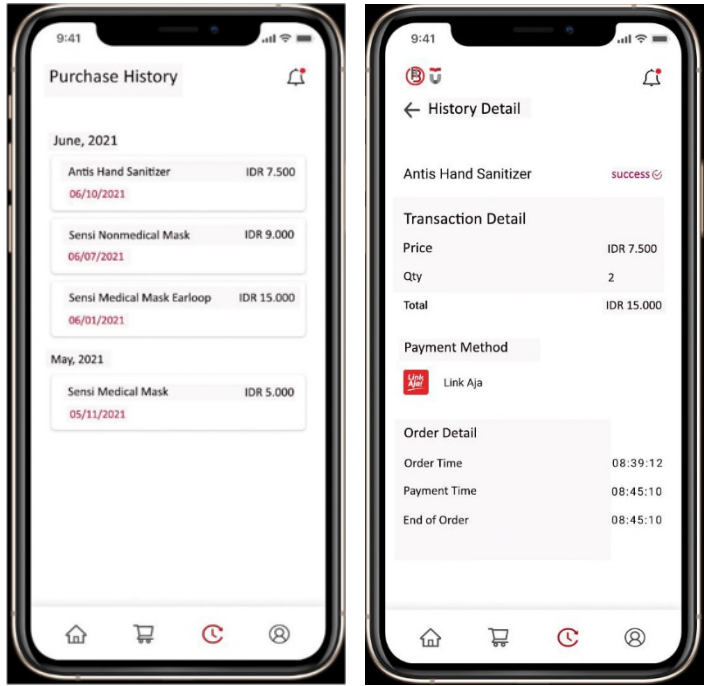 9:41
Purchase History
June, 2021
Antis Hand Sanitizer IDR 7.500
06/10/2021
Sensi Nonmedical Mask IDR 9.000
06/07/2021
Sensi Medical Mask Earloop IDR 15.000
06/01/2021
May, 2021
Sensi Medical Mask IDR 5.000
05/11/2021
9:41
B U
History Detail
Antis Hand Sanitizer success
Transaction Detail
Price IDR 7.500
Qty 2
Total IDR 15.000
Payment Method
Link Aja!
Link Aja
Order Detail
Order Time 08:39:12
Payment Time 08:45:10
End of Order 08:45:10